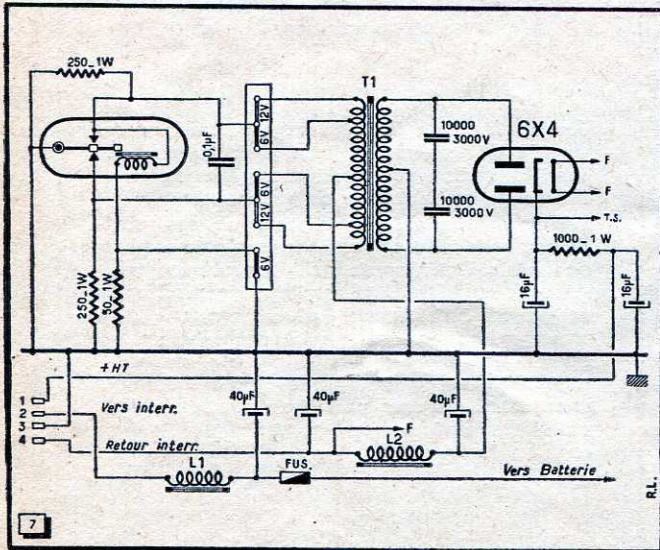 250_1W
T1
12V
6V
6V
12V
6V
0,1µF
10000
3000V
10000
3000V
6X4
F
F
T.S.
1000_1W
250_1W
50_1W
16µF
16µF
+HT
1
2
3
4
Vers interr.
Retour interr.
40µF
40µF
40µF
F
L1
FUS.
L2
Vers Batterie
R.L.
7